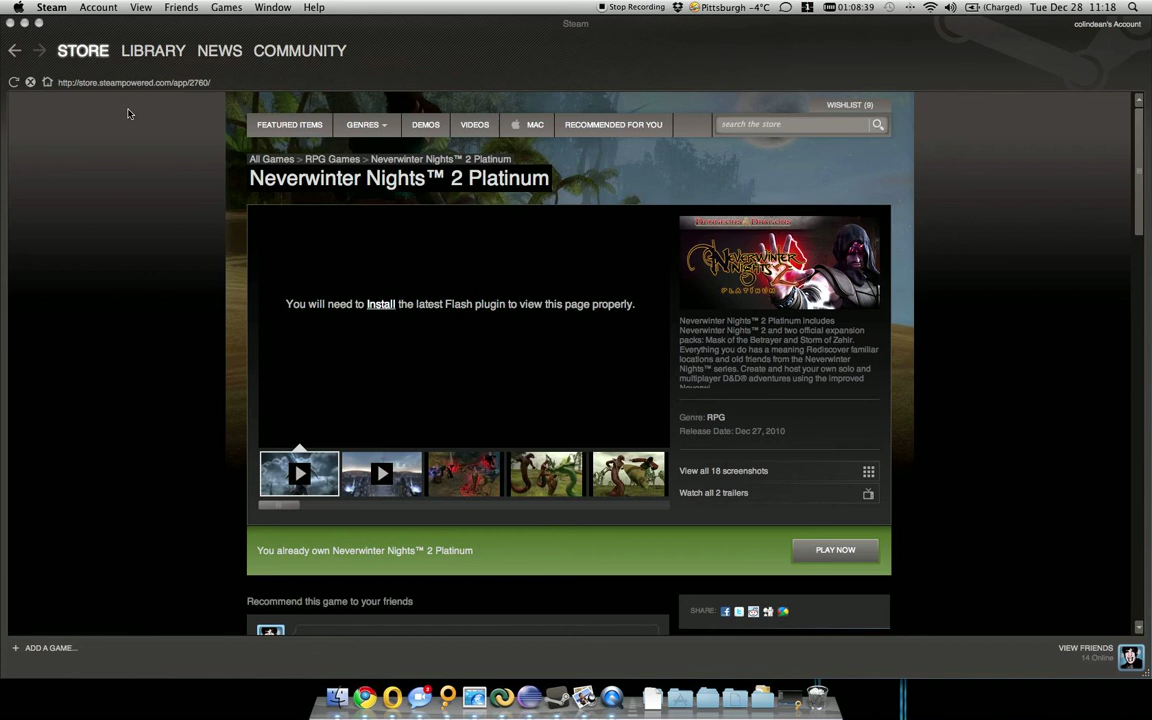 Steam Account View Friends Games Window Help Stop Recording Pittsburgh -4°C 1 01:08:39 (Charged) Tue Dec 28 11:18
Steam
colindean's Account
STORE LIBRARY NEWS COMMUNITY
http://store.steampowered.com/app/2760/
WISHLIST (9)
FEATURED ITEMS GENRES DEMOS VIDEOS MAC RECOMMENDED FOR YOU search the store
All Games > RPG Games > Neverwinter Nights™ 2 Platinum
Neverwinter Nights™ 2 Platinum
You will need to Install the latest Flash plugin to view this page properly.
DUNGEONS & DRAGONS
NEVERWINTER
NIGHTS 2
PLATINUM
Neverwinter Nights™ 2 Platinum includes
Neverwinter Nights™ 2 and two official expansion
packs: Mask of the Betrayer and Storm of Zehir.
Everything you do has a meaning Rediscover familiar
locations and old friends from the Neverwinter
Nights™ series. Create and host your own solo and
multiplayer D&D® adventures using the improved
Genre: RPG
Release Date: Dec 27, 2010
View all 18 screenshots
Watch all 2 trailers
You already own Neverwinter Nights™ 2 Platinum PLAY NOW
Recommend this game to your friends
SHARE:
+ ADD A GAME...
VIEW FRIENDS
14 Online